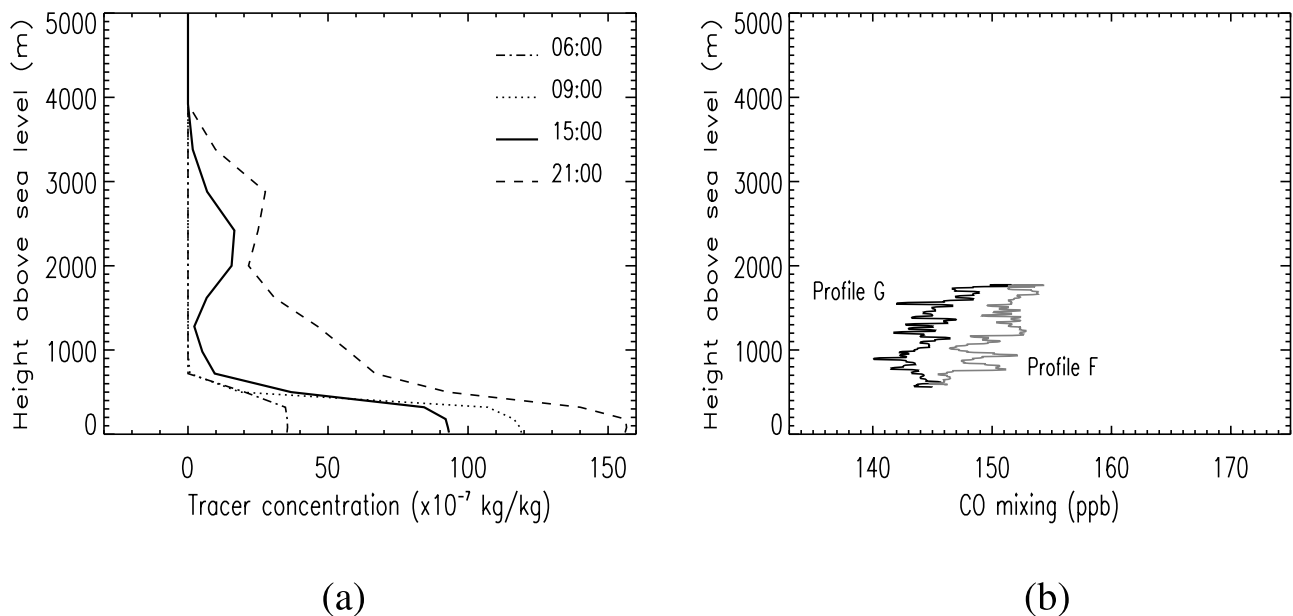 5000
4000
3000
2000
1000
0
Height above sea level (m)
06:00
09:00
15:00
21:00
0 50 100 150
Tracer concentration (x10⁻⁷ kg/kg)
(a)
5000
4000
3000
2000
1000
0
Height above sea level (m)
Profile G
Profile F
140 150 160 170
CO mixing (ppb)
(b)